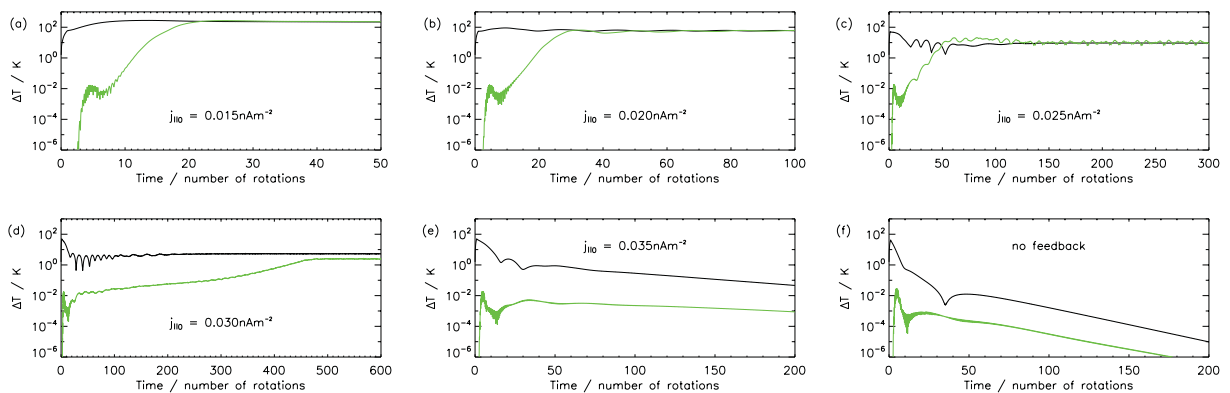 (a)
ΔT / K
10²
10⁰
10⁻²
10⁻⁴
10⁻⁶
j₁₁₀ = 0.015nAm⁻²
0 10 20 30 40 50
Time / number of rotations
(b)
ΔT / K
10²
10⁰
10⁻²
10⁻⁴
10⁻⁶
j₁₁₀ = 0.020nAm⁻²
0 20 40 60 80 100
Time / number of rotations
(c)
ΔT / K
10²
10⁰
10⁻²
10⁻⁴
10⁻⁶
j₁₁₀ = 0.025nAm⁻²
0 50 100 150 200 250 300
Time / number of rotations
(d)
ΔT / K
10²
10⁰
10⁻²
10⁻⁴
10⁻⁶
j₁₁₀ = 0.030nAm⁻²
0 100 200 300 400 500 600
Time / number of rotations
(e)
ΔT / K
10²
10⁰
10⁻²
10⁻⁴
10⁻⁶
j₁₁₀ = 0.035nAm⁻²
0 50 100 150 200
Time / number of rotations
(f)
ΔT / K
10²
10⁰
10⁻²
10⁻⁴
10⁻⁶
no feedback
0 50 100 150 200
Time / number of rotations